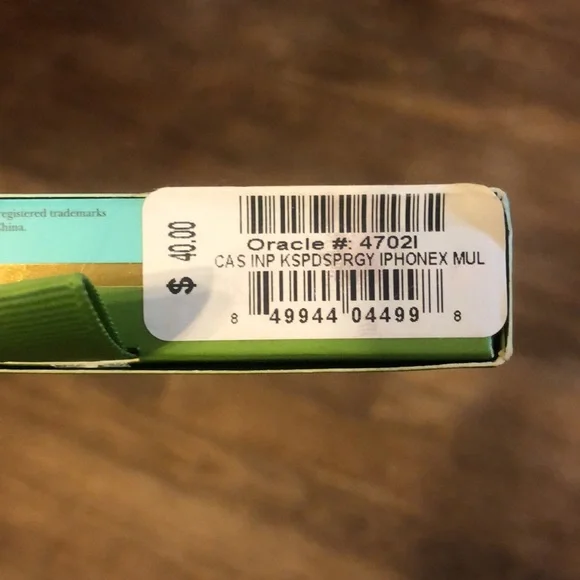 registered trademarks
China.
$ 40.00
Oracle #: 4702I
CAS INP KSPDSPRGY IPHONEX MUL
8 49944 04499 8